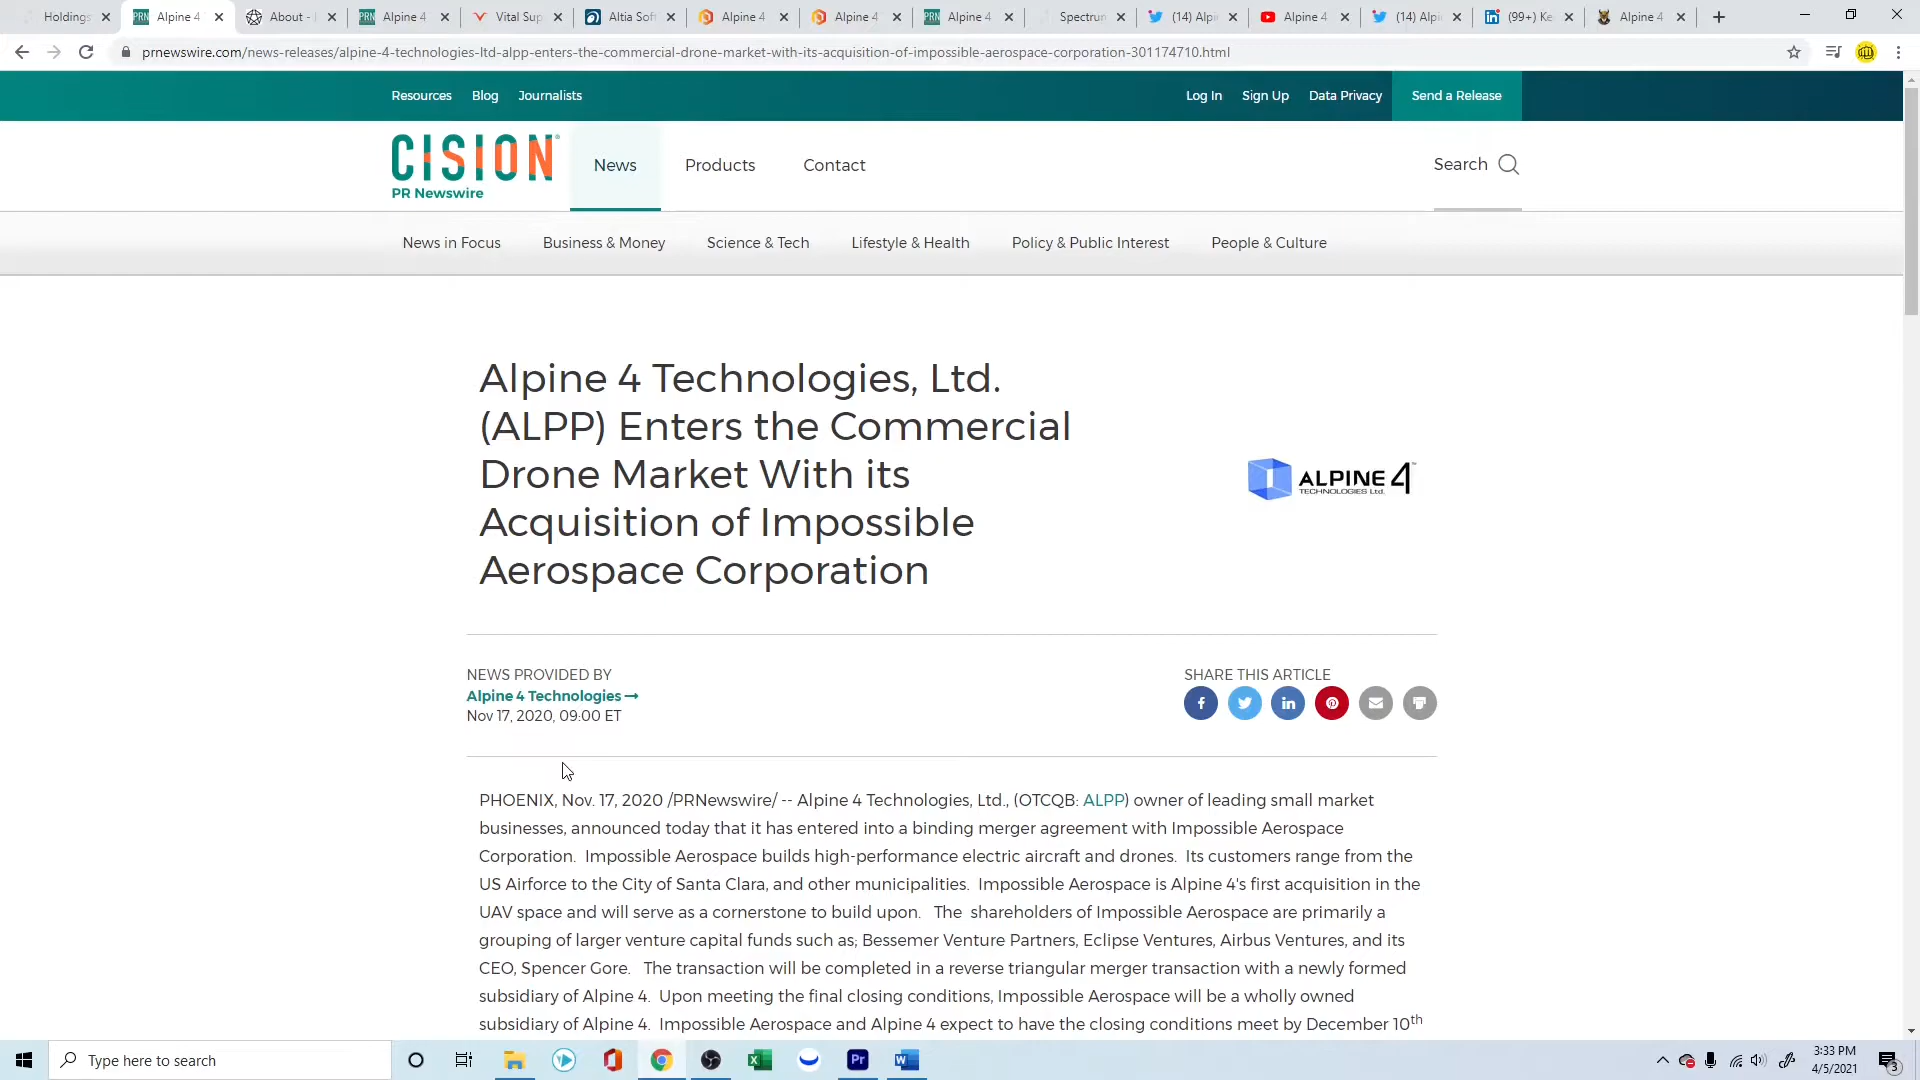 Holdings
PRN Alpine 4
About -
PRN Alpine 4
Vital Sup
Altia Soft
Alpine 4
Alpine 4
PRN Alpine 4
Spectrun
(14) Alpi
Alpine 4
(14) Alpi
(99+) Ke
Alpine 4
prnewswire.com/news-releases/alpine-4-technologies-ltd-alpp-enters-the-commercial-drone-market-with-its-acquisition-of-impossible-aerospace-corporation-301174710.html
Resources Blog Journalists Log In Sign Up Data Privacy Send a Release
CISION
PR Newswire
News Products Contact Search
News in Focus Business & Money Science & Tech Lifestyle & Health Policy & Public Interest People & Culture
Alpine 4 Technologies, Ltd.
(ALPP) Enters the Commercial
Drone Market With its
Acquisition of Impossible
Aerospace Corporation
ALPINE 4™
TECHNOLOGIES Ltd.
NEWS PROVIDED BY
Alpine 4 Technologies →
Nov 17, 2020, 09:00 ET
SHARE THIS ARTICLE
PHOENIX, Nov. 17, 2020 /PRNewswire/ -- Alpine 4 Technologies, Ltd., (OTCQB: ALPP) owner of leading small market
businesses, announced today that it has entered into a binding merger agreement with Impossible Aerospace
Corporation. Impossible Aerospace builds high-performance electric aircraft and drones. Its customers range from the
US Airforce to the City of Santa Clara, and other municipalities. Impossible Aerospace is Alpine 4's first acquisition in the
UAV space and will serve as a cornerstone to build upon. The shareholders of Impossible Aerospace are primarily a
grouping of larger venture capital funds such as; Bessemer Venture Partners, Eclipse Ventures, Airbus Ventures, and its
CEO, Spencer Gore. The transaction will be completed in a reverse triangular merger transaction with a newly formed
subsidiary of Alpine 4. Upon meeting the final closing conditions, Impossible Aerospace will be a wholly owned
subsidiary of Alpine 4. Impossible Aerospace and Alpine 4 expect to have the closing conditions meet by December 10th
Type here to search
Pr
3:33 PM
4/5/2021
3